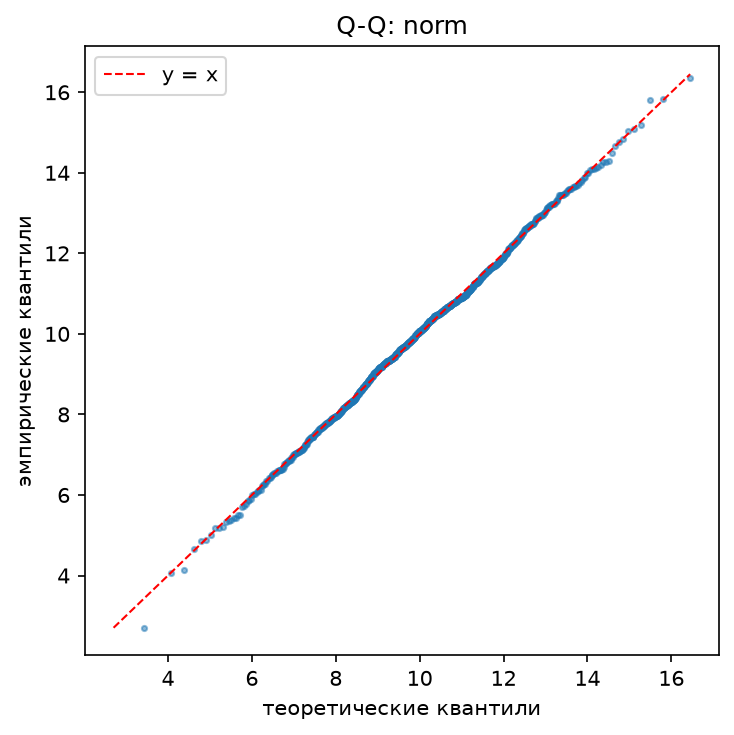 Q-Q: norm
y = x
эмпирические квантили
16
14
12
10
8
6
4
4 6 8 10 12 14 16
теоретические квантили